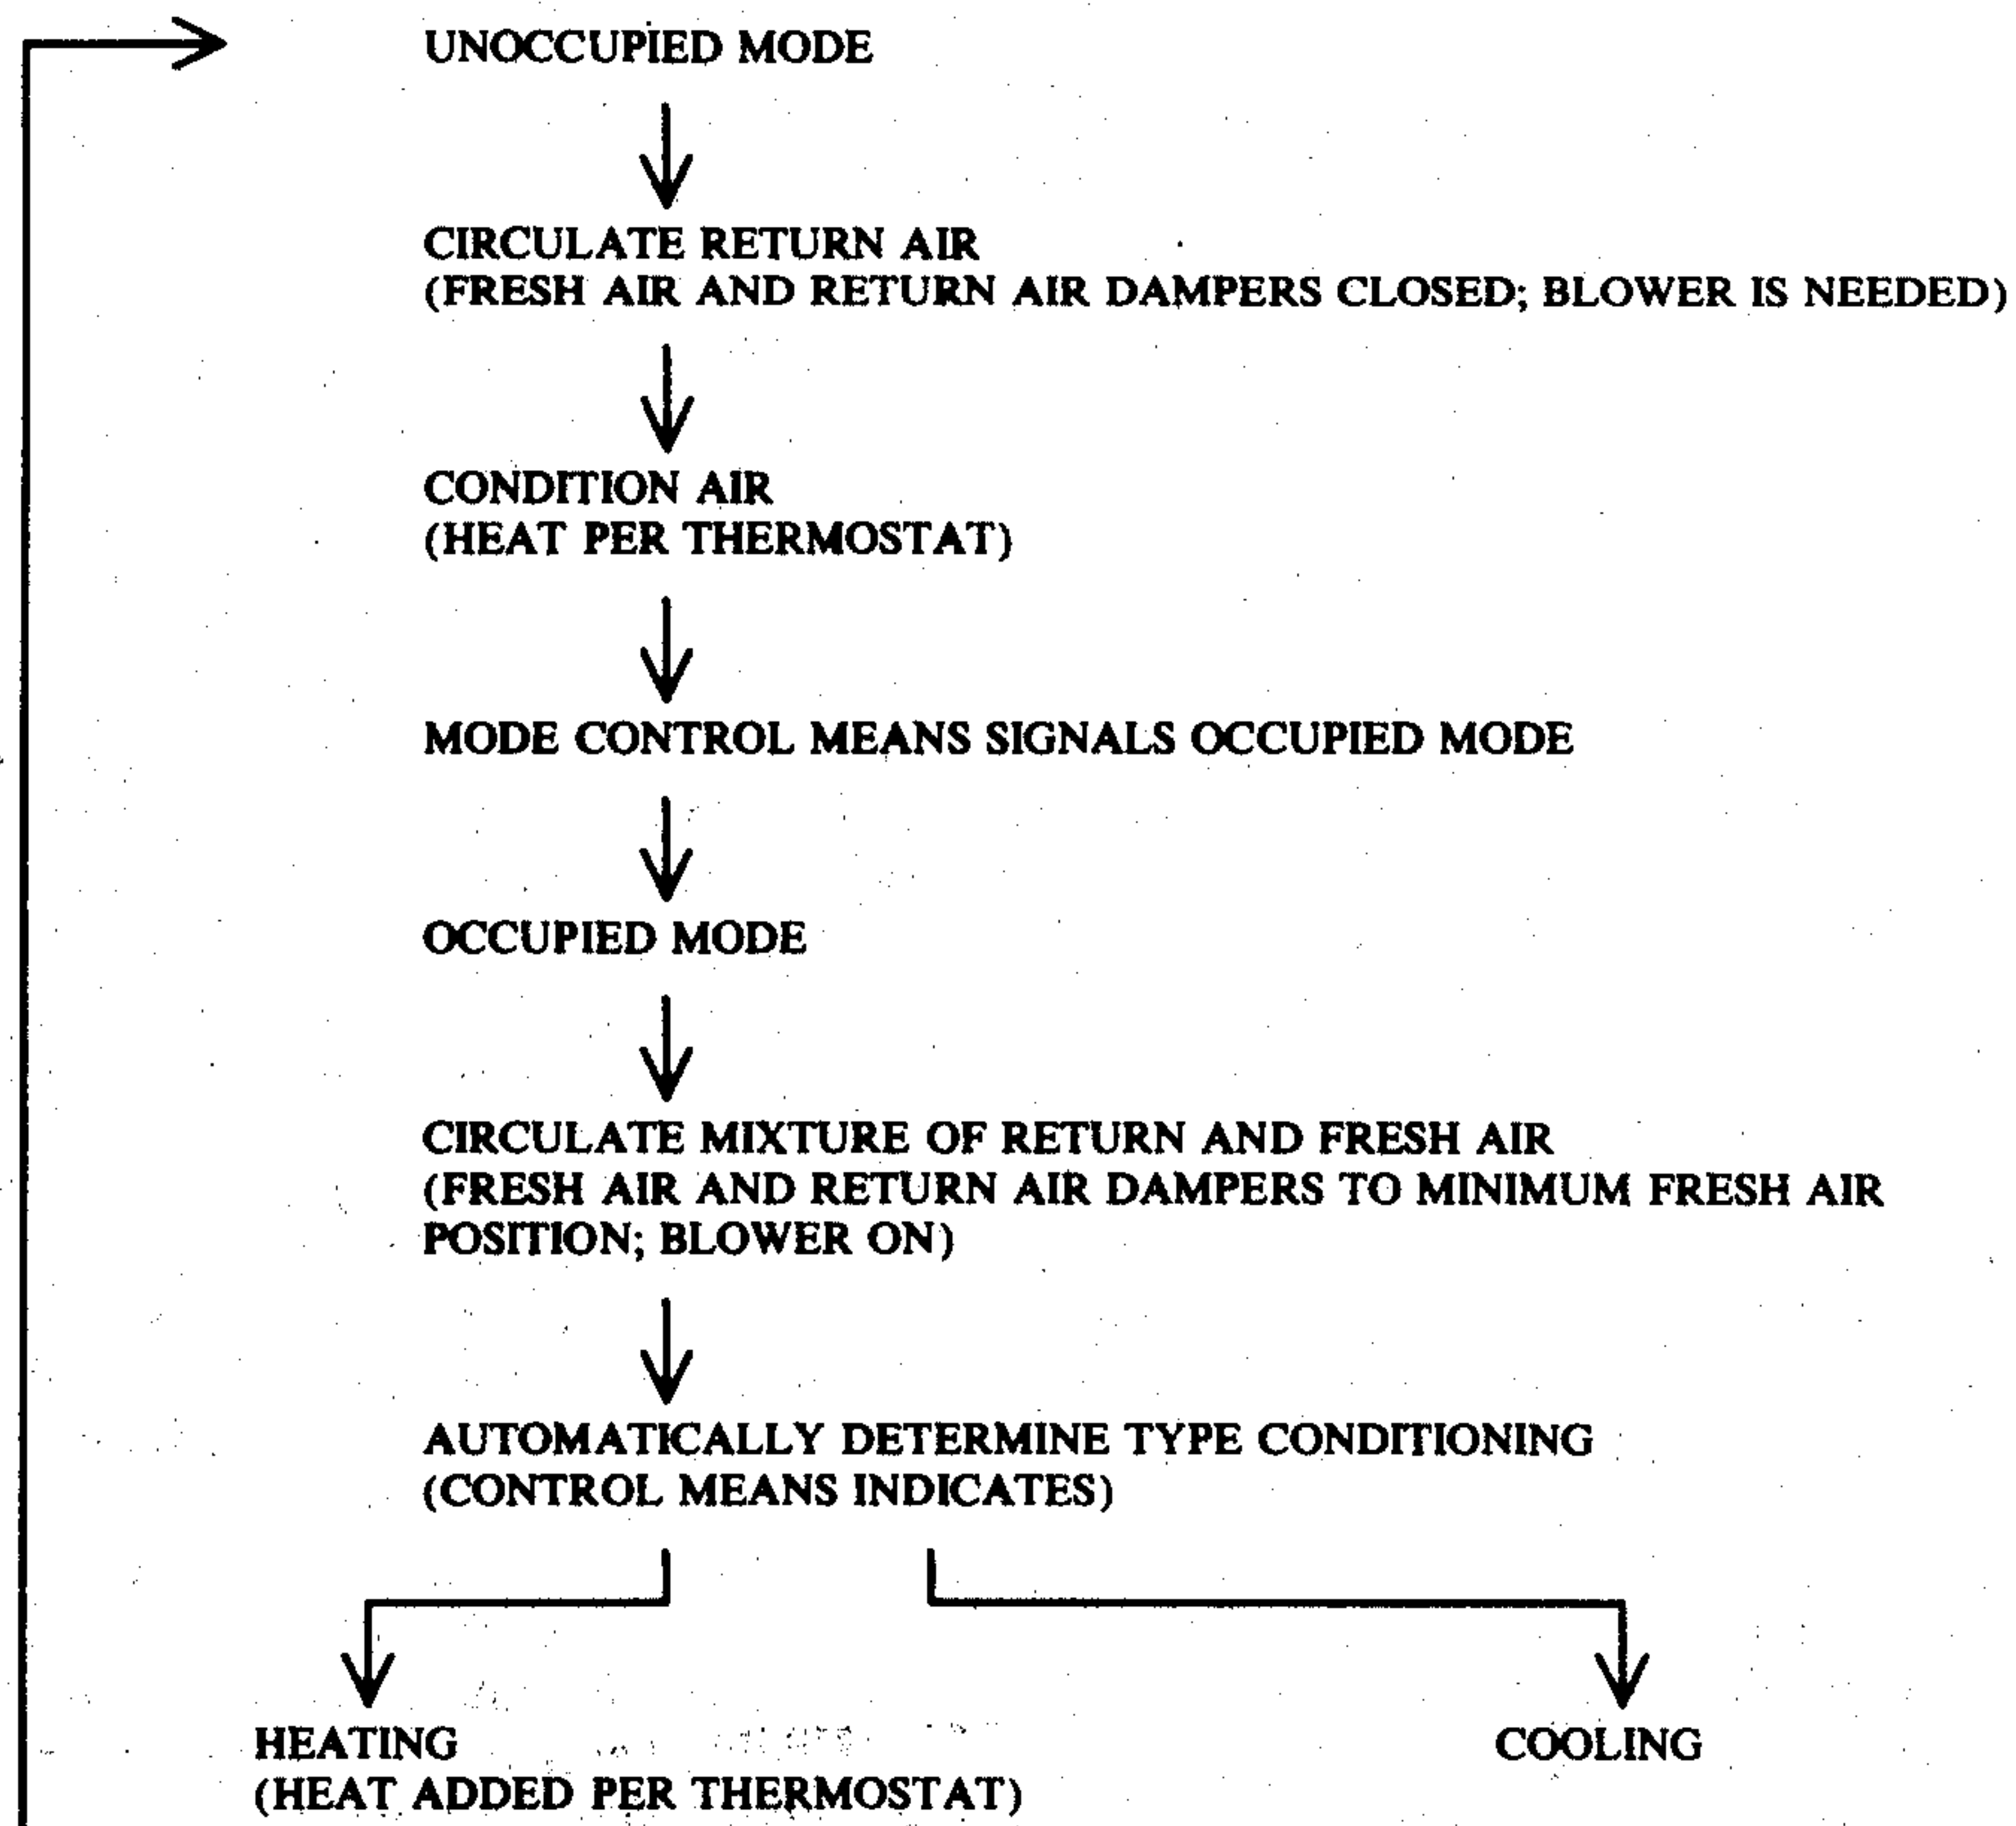 UNOCCUPIED MODE
CIRCULATE RETURN AIR
(FRESH AIR AND RETURN AIR DAMPERS CLOSED; BLOWER IS NEEDED)
CONDITION AIR
(HEAT PER THERMOSTAT)
MODE CONTROL MEANS SIGNALS OCCUPIED MODE
OCCUPIED MODE
CIRCULATE MIXTURE OF RETURN AND FRESH AIR
(FRESH AIR AND RETURN AIR DAMPERS TO MINIMUM FRESH AIR
POSITION; BLOWER ON)
AUTOMATICALLY DETERMINE TYPE CONDITIONING
(CONTROL MEANS INDICATES)
HEATING
(HEAT ADDED PER THERMOSTAT)
COOLING